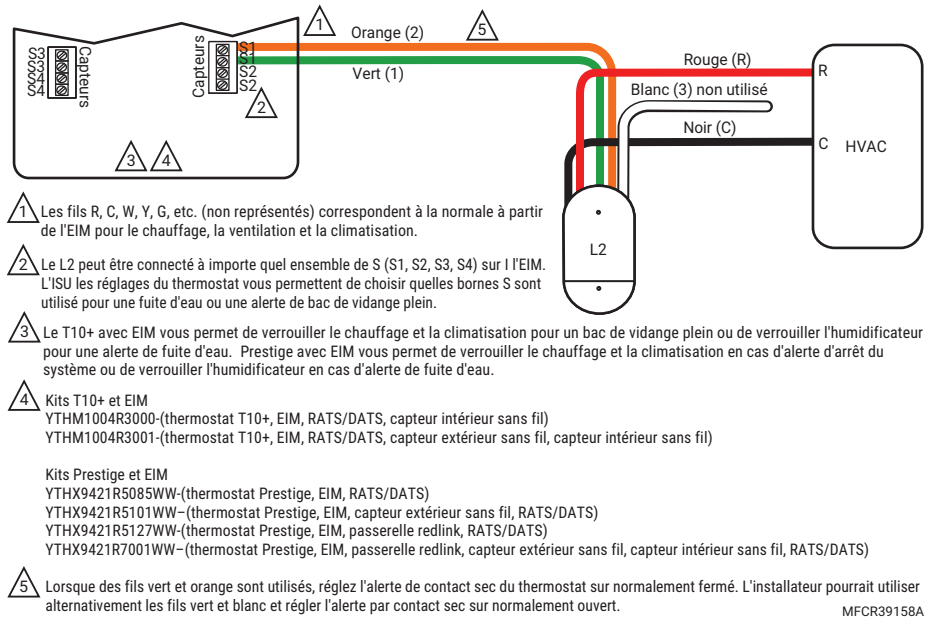 1
Orange (2)
5
S3
S3
S4
S4
Capteurs
Capteurs
S1
S1
S2
S2
Vert (1)
2
3
4
Rouge (R)
R
Blanc (3) non utilisé
Noir (C)
C
HVAC
L2
1 Les fils R, C, W, Y, G, etc. (non représentés) correspondent à la normale à partir
de l'EIM pour le chauffage, la ventilation et la climatisation.
2 Le L2 peut être connecté à importe quel ensemble de S (S1, S2, S3, S4) sur I l'EIM.
L'ISU les réglages du thermostat vous permettent de choisir quelles bornes S sont
utilisé pour une fuite d'eau ou une alerte de bac de vidange plein.
3 Le T10+ avec EIM vous permet de verrouiller le chauffage et la climatisation pour un bac de vidange plein ou de verrouiller l'humidificateur
pour une alerte de fuite d'eau. Prestige avec EIM vous permet de verrouiller le chauffage et la climatisation en cas d'alerte d'arrêt du
système ou de verrouiller l'humidificateur en cas d'alerte de fuite d'eau.
4 Kits T10+ et EIM
YTHM1004R3000-(thermostat T10+, EIM, RATS/DATS, capteur intérieur sans fil)
YTHM1004R3001-(thermostat T10+, EIM, RATS/DATS, capteur extérieur sans fil, capteur intérieur sans fil)
Kits Prestige et EIM
YTHX9421R5085WW-(thermostat Prestige, EIM, RATS/DATS)
YTHX9421R5101WW–(thermostat Prestige, EIM, capteur extérieur sans fil, RATS/DATS)
YTHX9421R5127WW-(thermostat Prestige, EIM, passerelle redlink, RATS/DATS)
YTHX9421R7001WW–(thermostat Prestige, EIM, passerelle redlink, capteur extérieur sans fil, capteur intérieur sans fil, RATS/DATS)
5 Lorsque des fils vert et orange sont utilisés, réglez l'alerte de contact sec du thermostat sur normalement fermé. L'installateur pourrait utiliser
alternativement les fils vert et blanc et régler l'alerte par contact sec sur normalement ouvert.
MFCR39158A